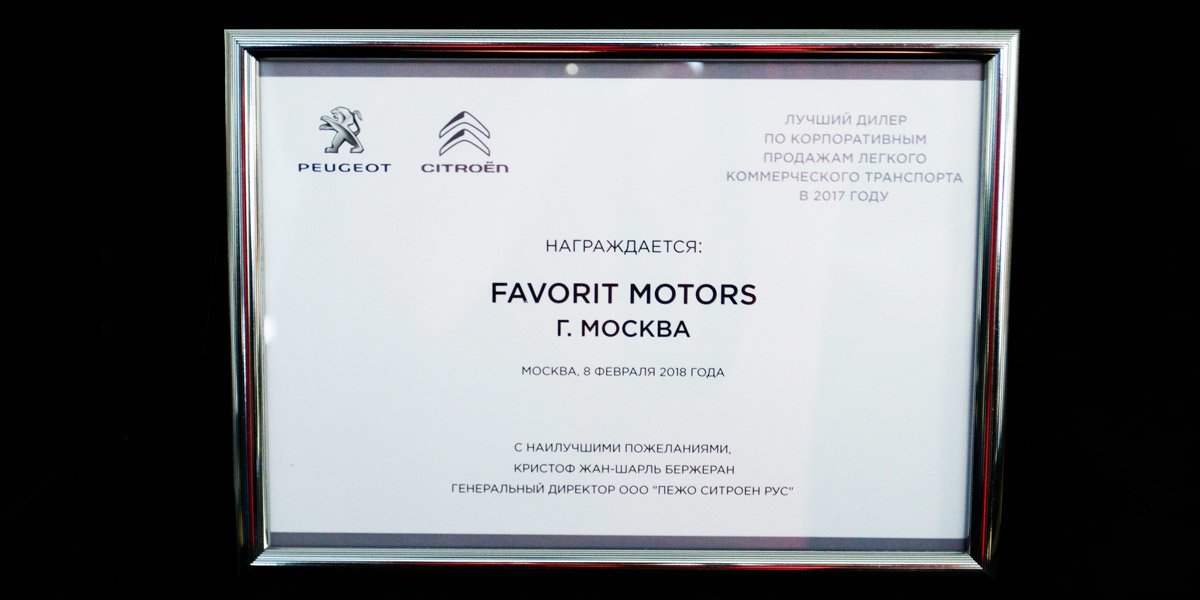 PEUGEOT
CITROËN
ЛУЧШИЙ ДИЛЕР
ПО КОРПОРАТИВНЫМ
ПРОДАЖАМ ЛЕГКОГО
КОММЕРЧЕСКОГО ТРАНСПОРТА
В 2017 ГОДУ
НАГРАЖДАЕТСЯ:
FAVORIT MOTORS
Г. МОСКВА
МОСКВА, 8 ФЕВРАЛЯ 2018 ГОДА
С НАИЛУЧШИМИ ПОЖЕЛАНИЯМИ,
КРИСТОФ ЖАН-ШАРЛЬ БЕРЖЕРАН
ГЕНЕРАЛЬНЫЙ ДИРЕКТОР ООО "ПЕЖО СИТРОЕН РУС"